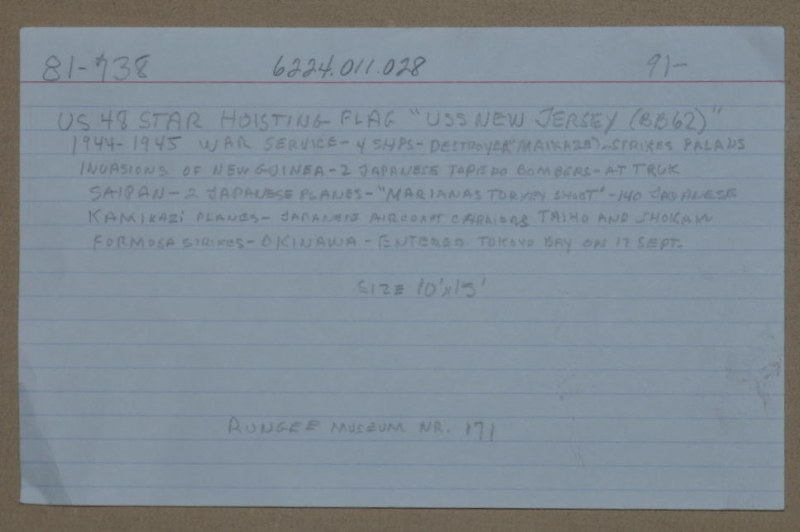 81-738 6224.011.028 91-
US 48 STAR HOISTING FLAG "USS NEW JERSEY (BB62)"
1944-1945 WAR SERVICE - 4 SHPS - DESTROYER "MAIKAZE) - STRIKES PALAUS
INVASIONS OF NEW GUINEA - 2 JAPANESE TOPEDO BOMBERS - AT TRUK
SAIPAN - 2 JAPANESE PLANES - "MARIANAS TURKEY SHOOT" - 140 JAPANESE
KAMIKAZI PLANES - JAPANESE AIRCRAFT CARRIERS TAIHO AND SHOKAKU
FORMOSA STRIKES - OKINAWA - ENTERED TOKOYO BAY ON 17 SEPT.
SIZE 10'x15'
RUNGEE MUSEUM NR. 171